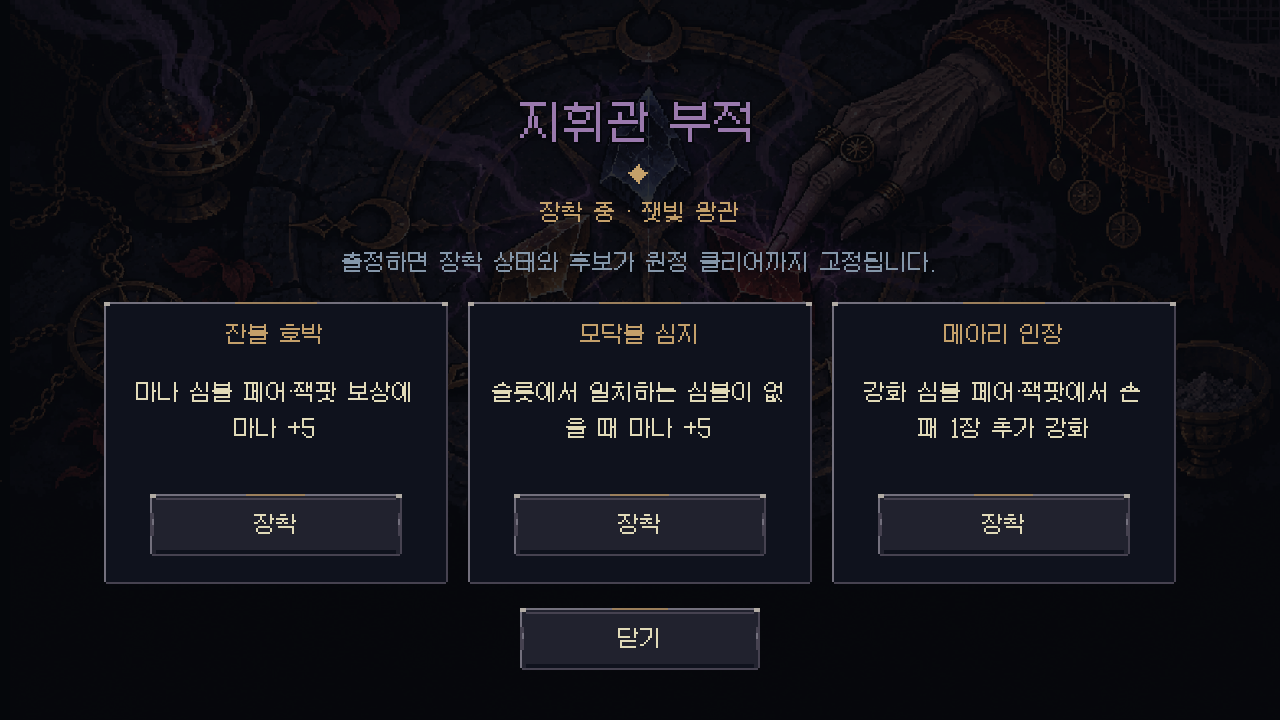 지휘관 부적
장착 중 · 잿빛 왕관
출정하면 장착 상태와 후보가 원정 클리어까지 고정됩니다.
잔불 호박
마나 심볼 페어·잭팟 보상에
마나 +5
장착
모닥불 심지
슬롯에서 일치하는 심볼이 없
을 때 마나 +5
장착
메아리 인장
강화 심볼 페어·잭팟에서 손
패 1장 추가 강화
장착
닫기